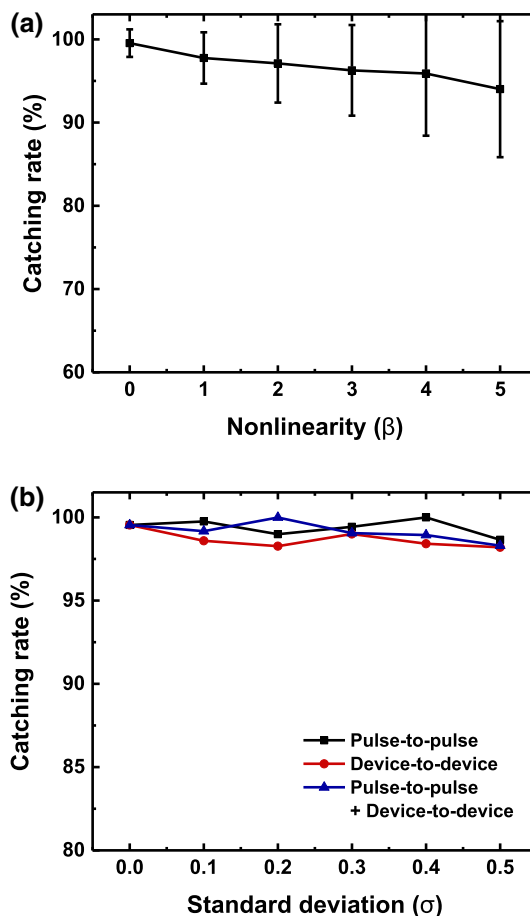 (a)
100
90
80
70
60
Catching rate (%)
0 1 2 3 4 5
Nonlinearity (β)
(b)
100
95
90
85
80
Catching rate (%)
Pulse-to-pulse
Device-to-device
Pulse-to-pulse
+ Device-to-device
0.0 0.1 0.2 0.3 0.4 0.5
Standard deviation (σ)